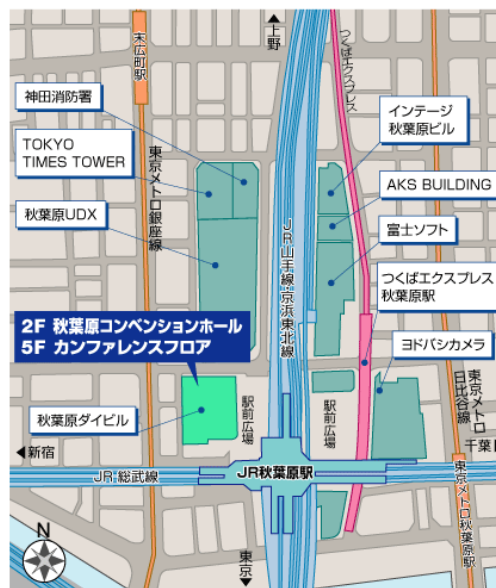 ▲
上野
末広町駅
つくばエクスプレス
神田消防署
インテージ
秋葉原ビル
TOKYO
TIMES TOWER
AKS BUILDING
東京メトロ銀座線
秋葉原UDX
富士ソフト
JR山手線・京浜東北線
つくばエクスプレス
秋葉原駅
2F 秋葉原コンベンションホール
5F カンファレンスフロア
ヨドバシカメラ
東京メトロ
日比谷線
秋葉原ダイビル
駅前広場
駅前広場
◀新宿
千葉
JR 総武線
JR秋葉原駅
東京メトロ秋葉原駅
N
東京
▼